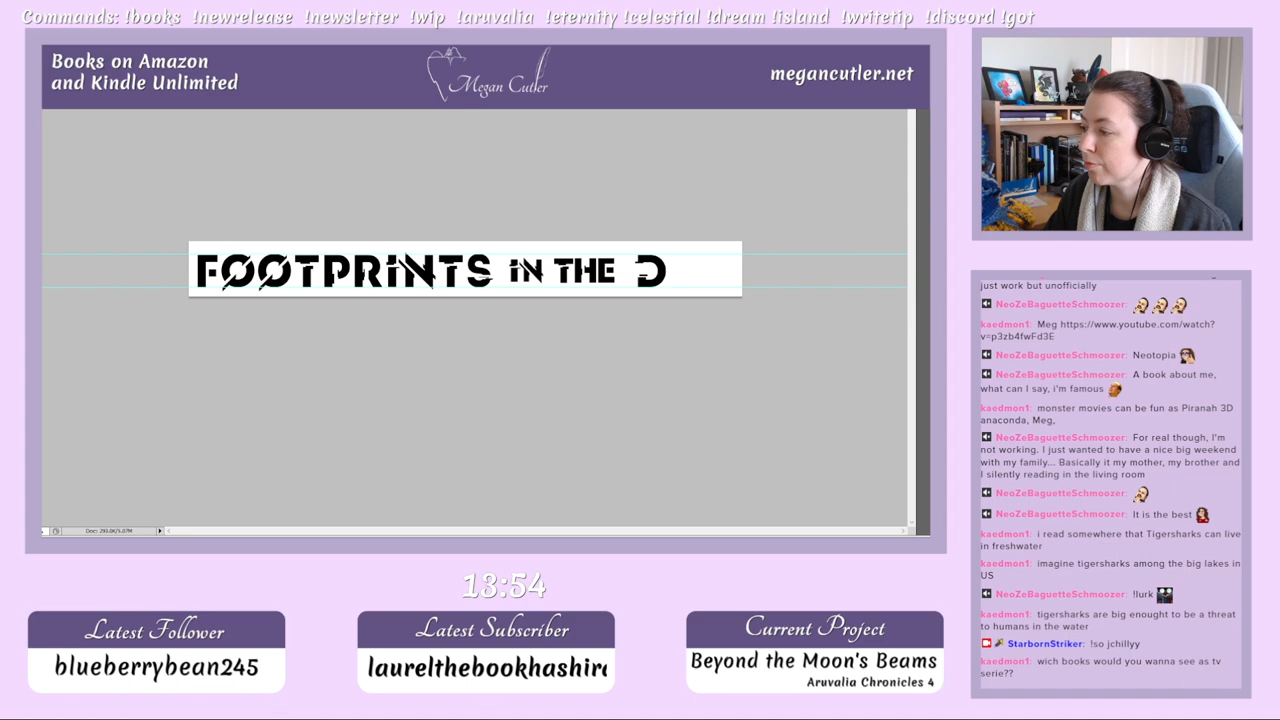 Commands: !books !newrelease !newsletter !wip !aruvalia !eternity !celestial !dream !island !writetip !discord !got
Books on Amazon
and Kindle Unlimited
Megan Cutler
megancutler.net
FOOTPRINTS IN THE D
Doc: 293.0K/5.07M
13:54
Latest Follower
blueberrybean245
Latest Subscriber
laurelthebookhashira
Current Project
Beyond the Moon's Beams
Aruvalia Chronicles 4
just work but unofficially
NeoZeBaguetteSchmoozer:
kaedmon1: Meg https://www.youtube.com/watch?
v=p3zb4fwFd3E
NeoZeBaguetteSchmoozer: Neotopia
NeoZeBaguetteSchmoozer: A book about me,
what can I say, i'm famous
kaedmon1: monster movies can be fun as Piranah 3D
anaconda, Meg,
NeoZeBaguetteSchmoozer: For real though, I'm
not working. I just wanted to have a nice big weekend
with my family... Basically it my mother, my brother and
I silently reading in the living room
NeoZeBaguetteSchmoozer:
NeoZeBaguetteSchmoozer: It is the best
kaedmon1: i read somewhere that Tigersharks can live
in freshwater
kaedmon1: imagine tigersharks among the big lakes in
US
NeoZeBaguetteSchmoozer: !lurk
kaedmon1: tigersharks are big enought to be a threat
to humans in the water
StarbornStriker: !so jchillyy
kaedmon1: wich books would you wanna see as tv
serie??